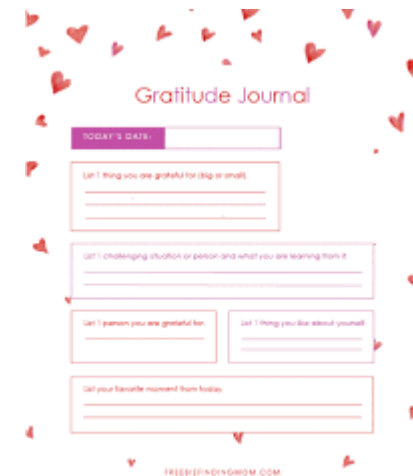 Gratitude Journal
TODAY'S DATE:
List 1 thing you are grateful for (big or small).
List 1 challenging situation or person and what you are learning from it.
List 1 person you are grateful for.
List 1 thing you like about yourself.
List your favorite moment from today.
FREEBIEFINDINGMOM.COM